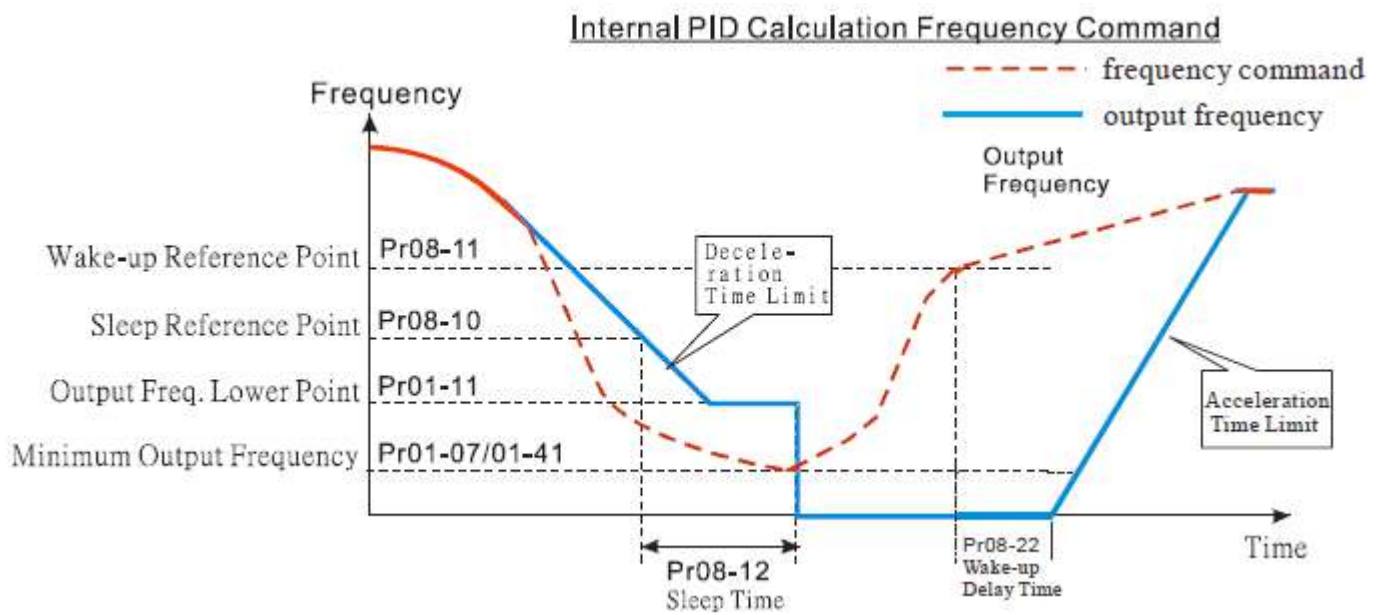 Internal PID Calculation Frequency Command
frequency command
output frequency
Frequency
Output
Frequency
Wake-up Reference Point
Pr08-11
Decele-
ration
Time Limit
Sleep Reference Point
Pr08-10
Output Freq. Lower Point
Pr01-11
Acceleration
Time Limit
Minimum Output Frequency
Pr01-07/01-41
Time
Pr08-12
Sleep Time
Pr08-22
Wake-up
Delay Time